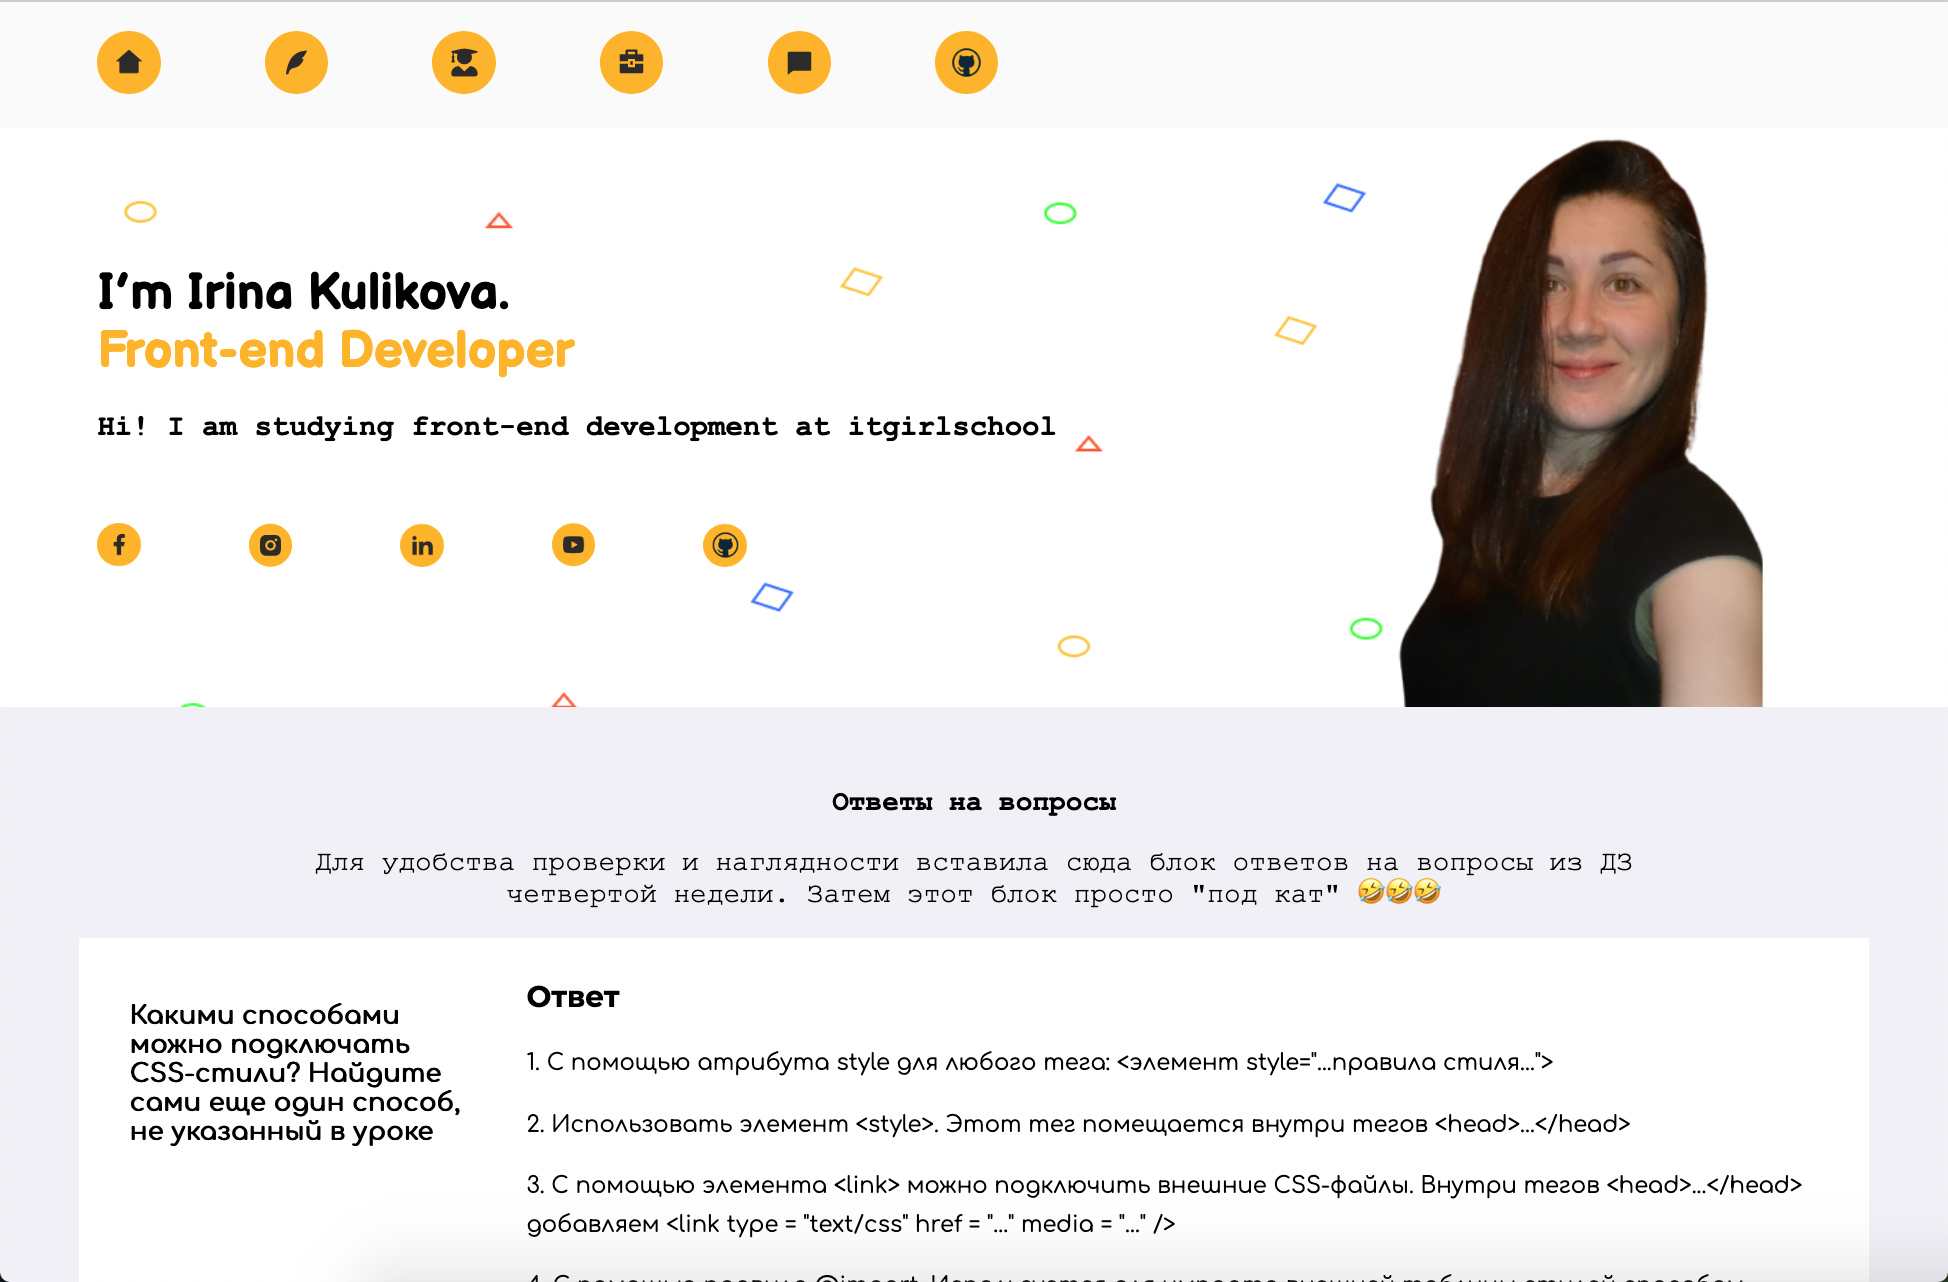 I'm Irina Kulikova.
Front-end Developer
Hi! I am studying front-end development at itgirlschool
Ответы на вопросы
Для удобства проверки и наглядности вставила сюда блок ответов на вопросы из ДЗ
четвертой недели. Затем этот блок просто "под кат" 🤣🤣🤣
Какими способами
можно подключать
CSS-стили? Найдите
сами еще один способ,
не указанный в уроке
Ответ
1. С помощью атрибута style для любого тега: <элемент style="...правила стиля...">
2. Использовать элемент <style>. Этот тег помещается внутри тегов <head>...</head>
3. С помощью элемента <link> можно подключить внешние CSS-файлы. Внутри тегов <head>...</head>
добавляем <link type = "text/css" href = "..." media = "..." />